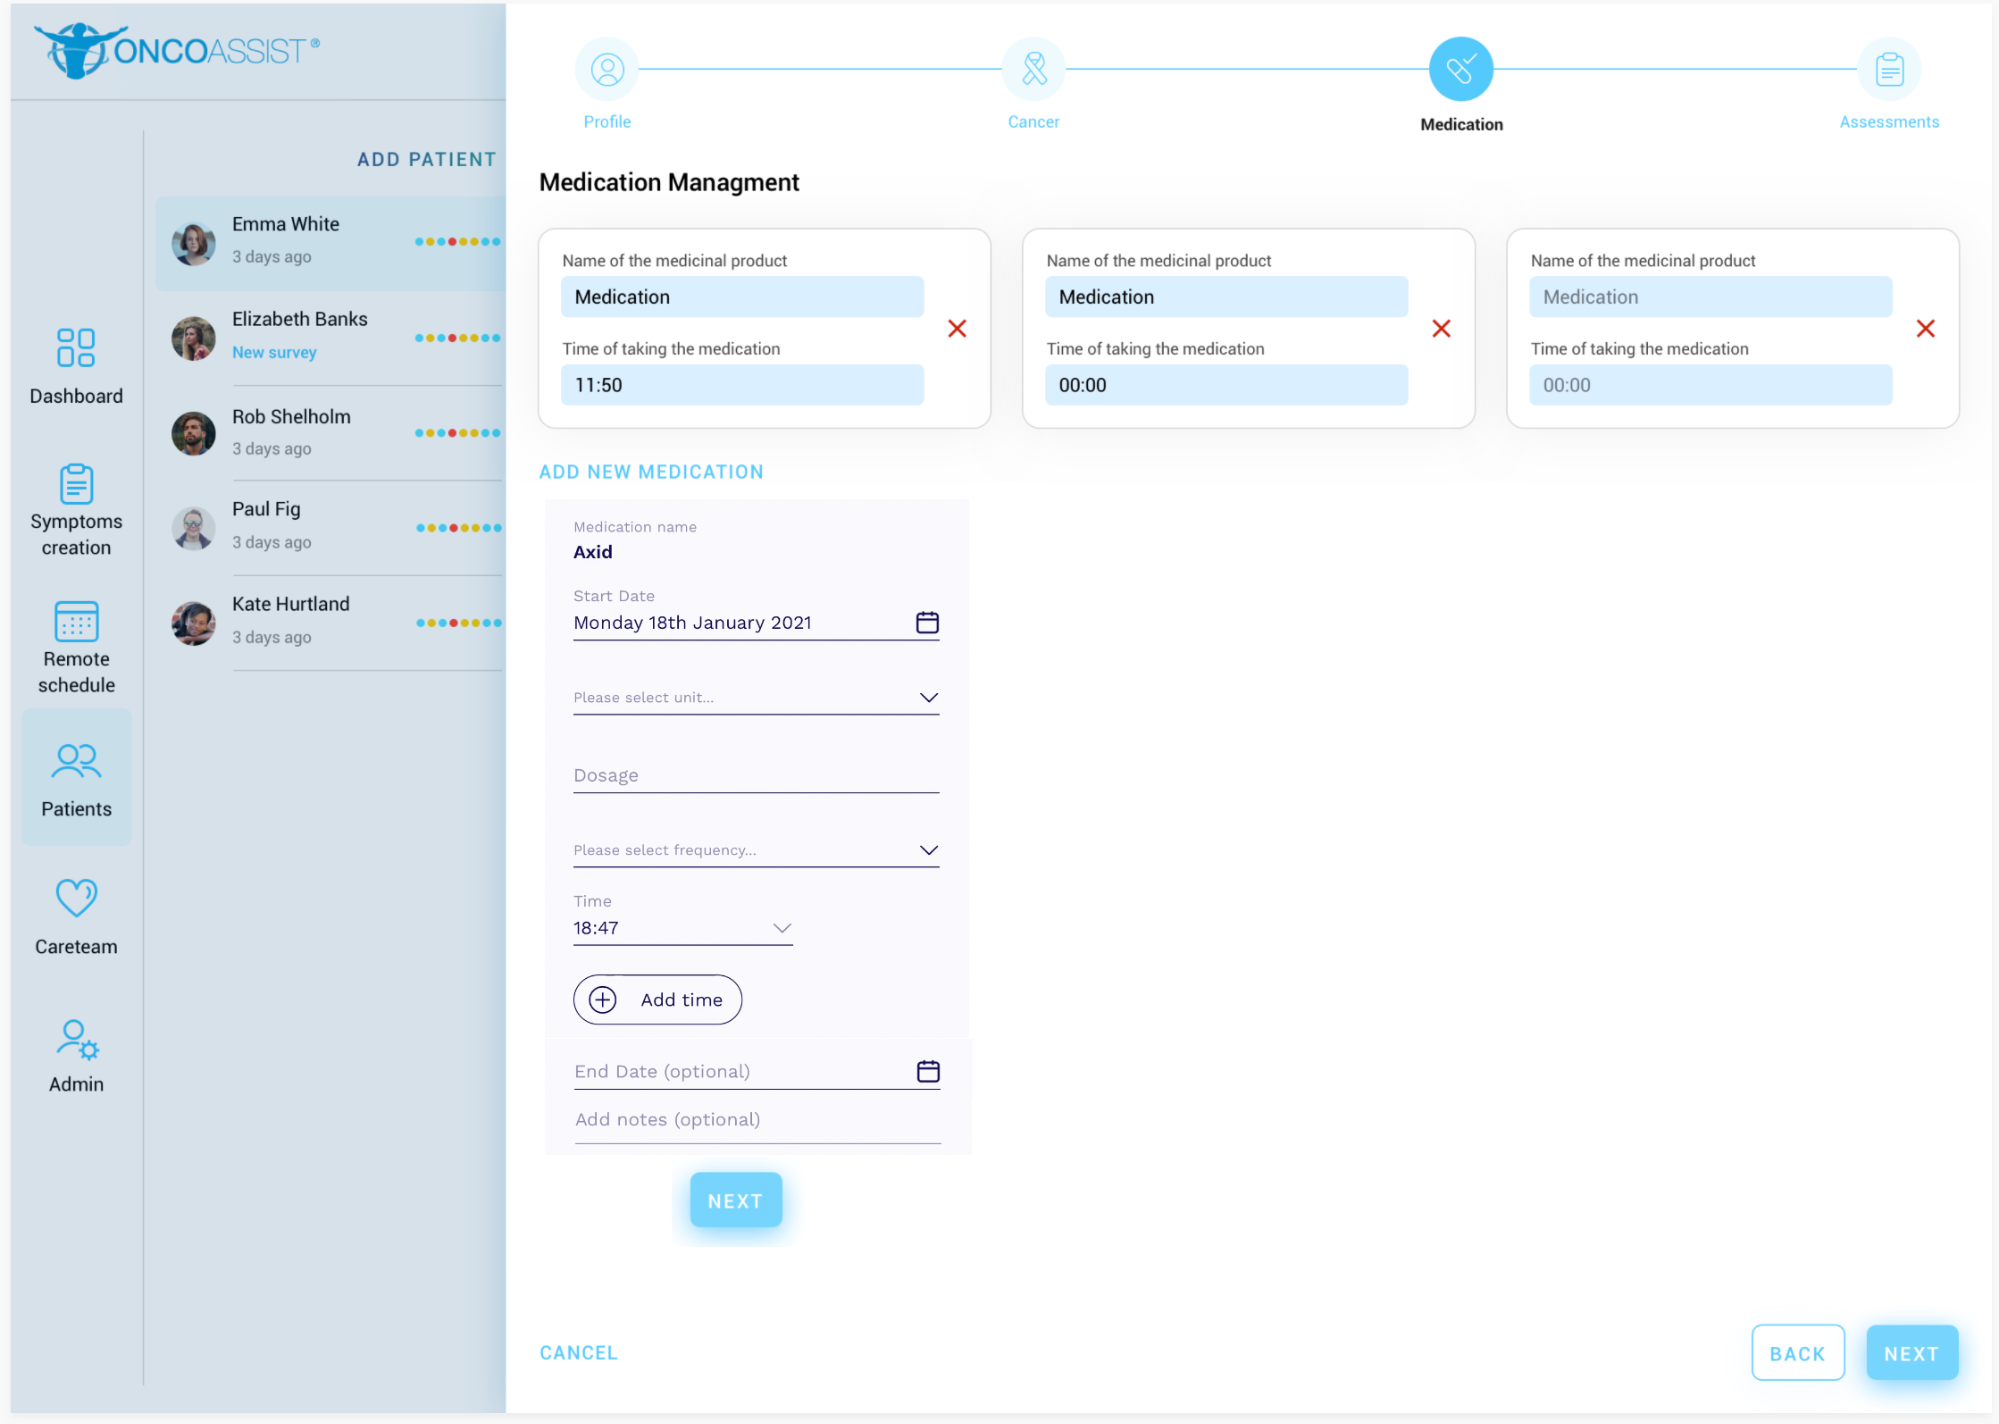 ONCOASSIST®
Dashboard
Symptoms
creation
Remote
schedule
Patients
Careteam
Admin
ADD PATIENT
Emma White
3 days ago
Elizabeth Banks
New survey
Rob Shelholm
3 days ago
Paul Fig
3 days ago
Kate Hurtland
3 days ago
Profile
Cancer
Medication
Assessments
Medication Managment
Name of the medicinal product
Medication
Time of taking the medication
11:50
Name of the medicinal product
Medication
Time of taking the medication
00:00
Name of the medicinal product
Medication
Time of taking the medication
00:00
ADD NEW MEDICATION
Medication name
Axid
Start Date
Monday 18th January 2021
Please select unit...
Dosage
Please select frequency...
Time
18:47
Add time
End Date (optional)
Add notes (optional)
NEXT
CANCEL
BACK
NEXT